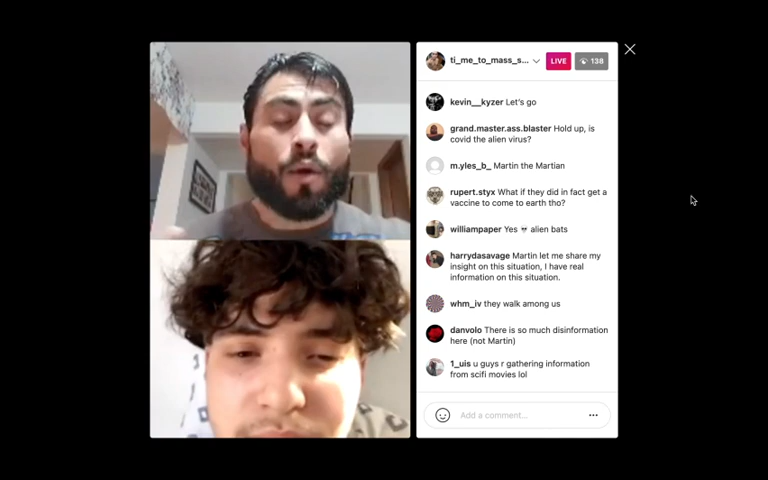 ti_me_to_mass_s...
LIVE
138
kevin__kyzer Let's go
grand.master.ass.blaster Hold up, is
covid the alien virus?
m.yles_b_ Martin the Martian
rupert.styx What if they did in fact get a
vaccine to come to earth tho?
williampaper Yes 💀 alien bats
harrydasavage Martin let me share my
insight on this situation, I have real
information on this situation.
whm_iv they walk among us
danvolo There is so much disinformation
here (not Martin)
1_uis u guys r gathering information
from scifi movies lol
Add a comment...